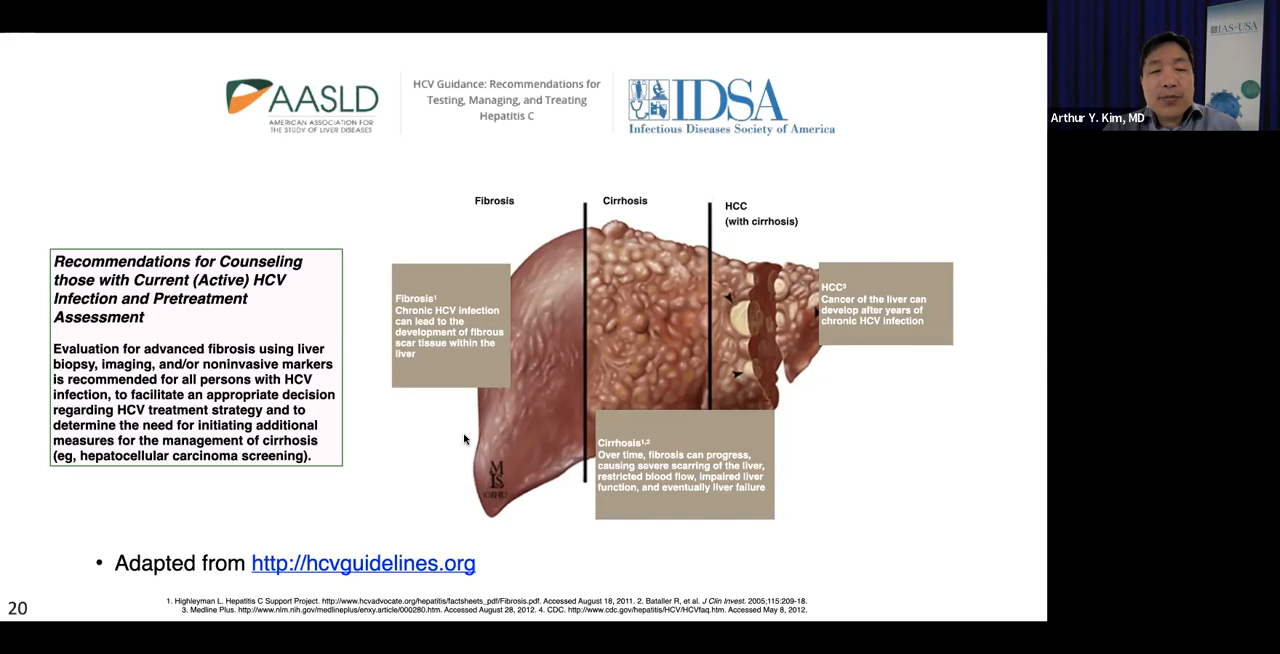 AASLD
AMERICAN ASSOCIATION FOR
THE STUDY OF LIVER DISEASES
HCV Guidance: Recommendations for
Testing, Managing, and Treating
Hepatitis C
IDSA
Infectious Diseases Society of America
IAS–USA
Arthur Y. Kim, MD
Fibrosis
Cirrhosis
HCC
(with cirrhosis)
Recommendations for Counseling
those with Current (Active) HCV
Infection and Pretreatment
Assessment
Evaluation for advanced fibrosis using liver
biopsy, imaging, and/or noninvasive markers
is recommended for all persons with HCV
infection, to facilitate an appropriate decision
regarding HCV treatment strategy and to
determine the need for initiating additional
measures for the management of cirrhosis
(eg, hepatocellular carcinoma screening).
Fibrosis¹
Chronic HCV infection
can lead to the
development of fibrous
scar tissue within the
liver
HCC³
Cancer of the liver can
develop after years of
chronic HCV infection
Cirrhosis¹,²
Over time, fibrosis can progress,
causing severe scarring of the liver,
restricted blood flow, impaired liver
function, and eventually liver failure
• Adapted from http://hcvguidelines.org
1. Highleyman L. Hepatitis C Support Project. http://www.hcvadvocate.org/hepatitis/factsheets_pdf/Fibrosis.pdf. Accessed August 18, 2011. 2. Bataller R, et al. J Clin Invest. 2005;115:209-18.
3. Medline Plus. http://www.nlm.nih.gov/medlineplus/enxy.article/000280.htm. Accessed August 28, 2012. 4. CDC. http://www.cdc.gov/hepatitis/HCV/HCVfaq.htm. Accessed May 8, 2012.
20